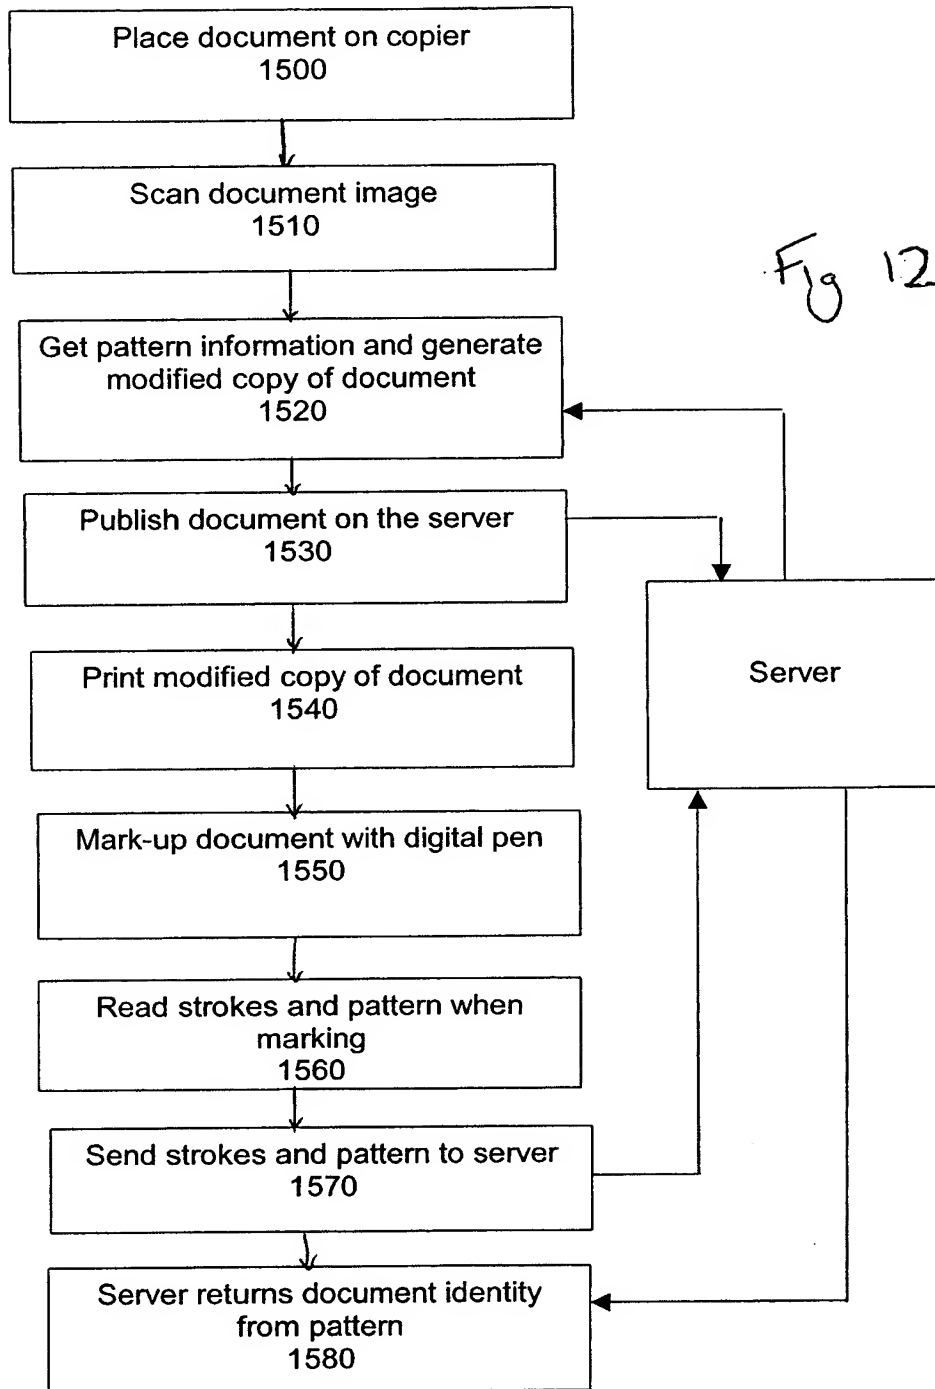 Place document on copier
1500
Scan document image
1510
Fig 12
Get pattern information and generate
modified copy of document
1520
Publish document on the server
1530
Print modified copy of document
1540
Server
Mark-up document with digital pen
1550
Read strokes and pattern when
marking
1560
Send strokes and pattern to server
1570
Server returns document identity
from pattern
1580